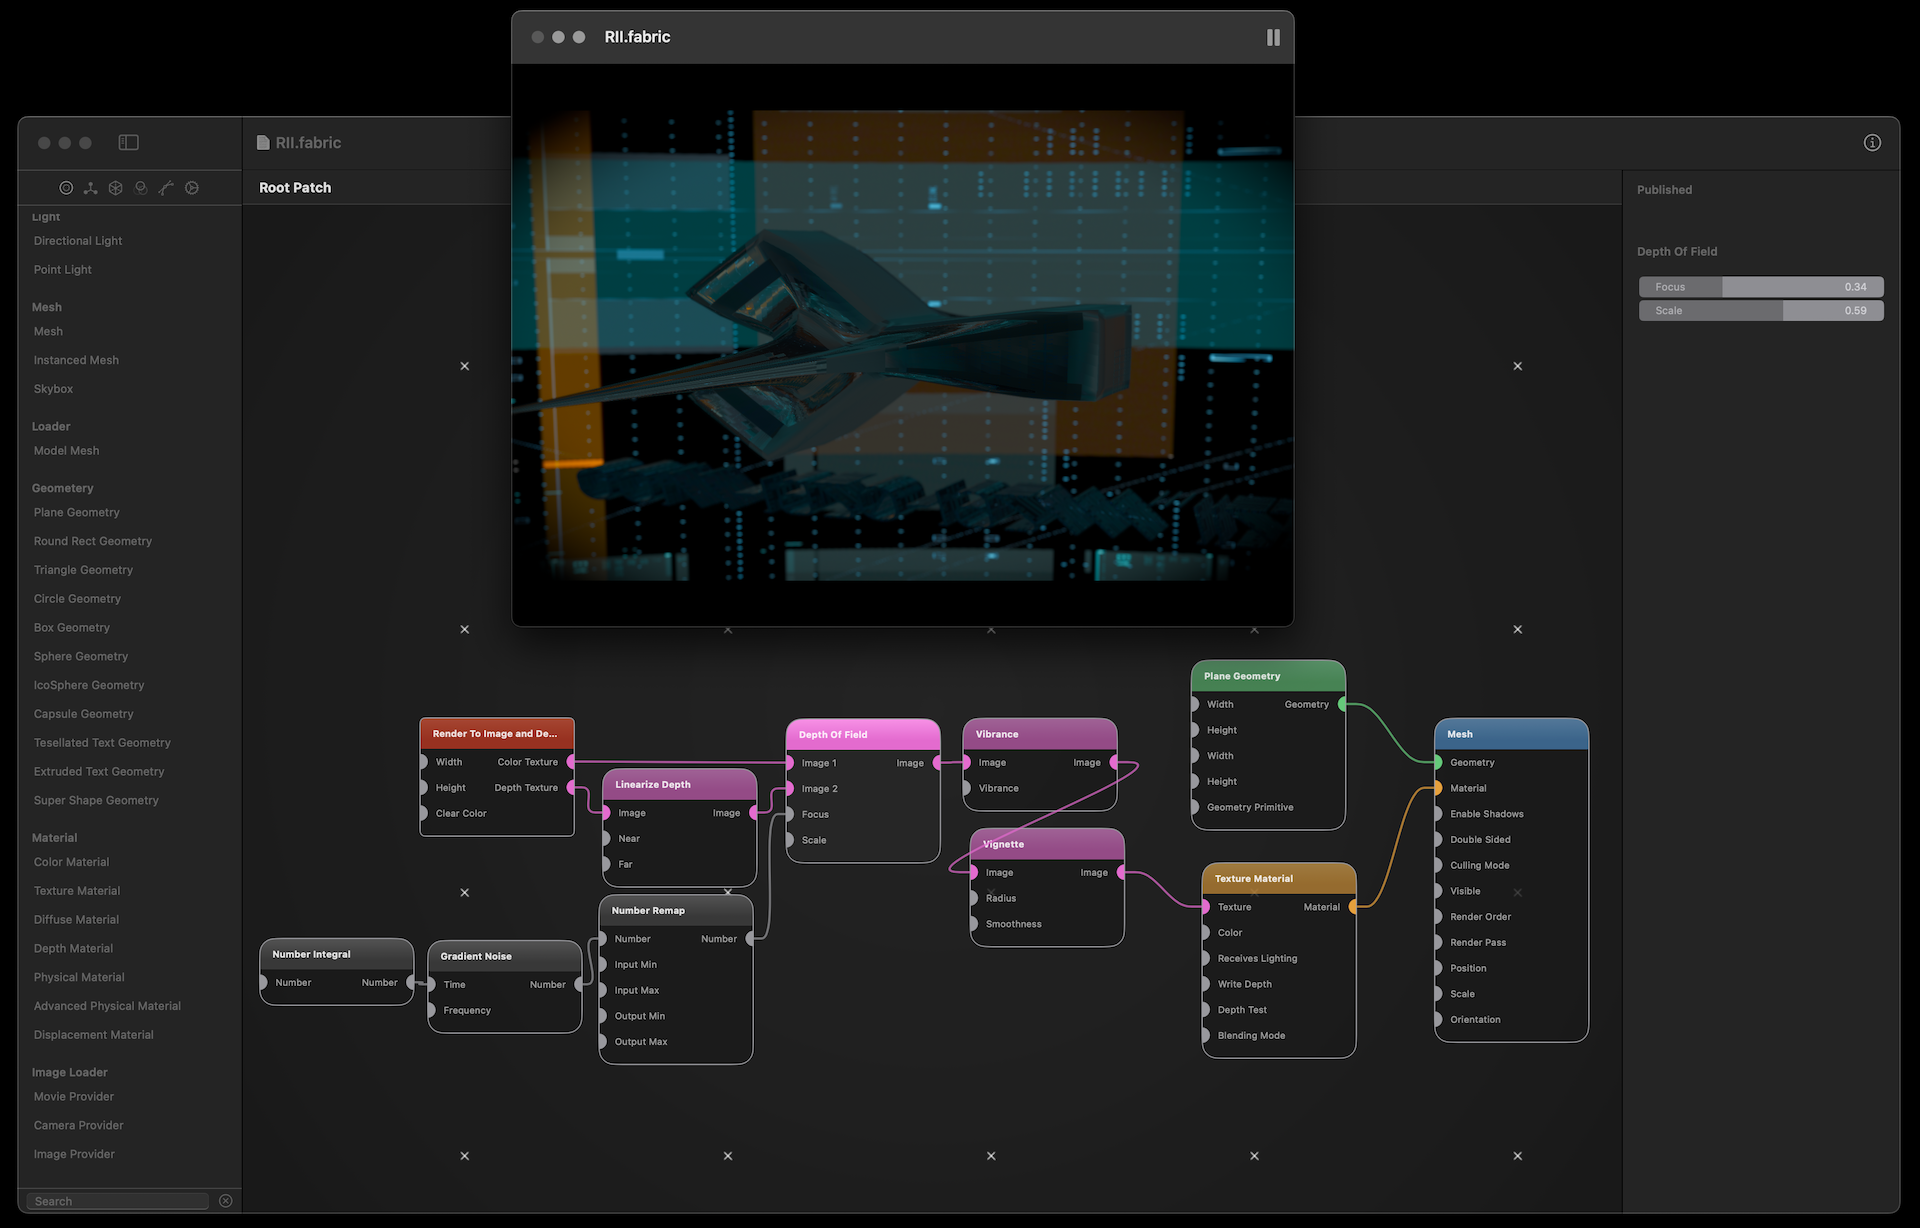 RII.fabric
RII.fabric
Root Patch
Light
Directional Light
Point Light
Mesh
Mesh
Instanced Mesh
Skybox
Loader
Model Mesh
Geometery
Plane Geometry
Round Rect Geometry
Triangle Geometry
Circle Geometry
Box Geometry
Sphere Geometry
IcoSphere Geometry
Capsule Geometry
Tesellated Text Geometry
Extruded Text Geometry
Super Shape Geometry
Material
Color Material
Texture Material
Diffuse Material
Depth Material
Physical Material
Advanced Physical Material
Displacement Material
Image Loader
Movie Provider
Camera Provider
Image Provider
Search
Render To Image and De...
Width Color Texture
Height Depth Texture
Clear Color
Linearize Depth
Image Image
Near
Far
Number Integral
Number Number
Gradient Noise
Time Number
Frequency
Number Remap
Number Number
Input Min
Input Max
Output Min
Output Max
Depth Of Field
Image 1 Image
Image 2
Focus
Scale
Vibrance
Image Image
Vibrance
Vignette
Image Image
Radius
Smoothness
Plane Geometry
Width Geometry
Height
Width
Height
Geometry Primitive
Texture Material
Texture Material
Color
Receives Lighting
Write Depth
Depth Test
Blending Mode
Mesh
Geometry
Material
Enable Shadows
Double Sided
Culling Mode
Visible
Render Order
Render Pass
Position
Scale
Orientation
Published
Depth Of Field
Focus 0.34
Scale 0.59